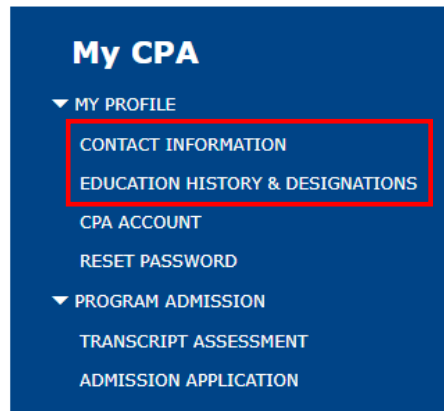 My CPA
MY PROFILE
CONTACT INFORMATION
EDUCATION HISTORY & DESIGNATIONS
CPA ACCOUNT
RESET PASSWORD
PROGRAM ADMISSION
TRANSCRIPT ASSESSMENT
ADMISSION APPLICATION